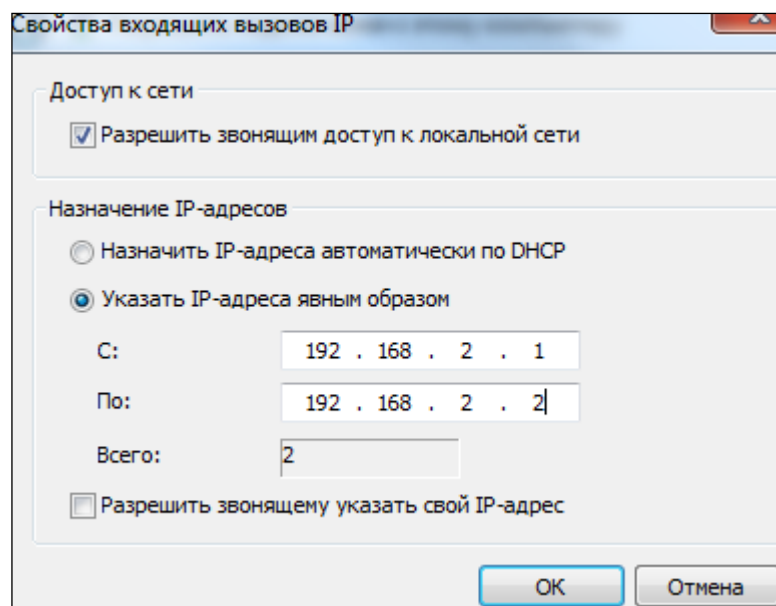 Свойства входящих вызовов IP
Доступ к сети
Разрешить звонящим доступ к локальной сети
Назначение IP-адресов
Назначить IP-адреса автоматически по DHCP
Указать IP-адреса явным образом
С: 192 . 168 . 2 . 1
По: 192 . 168 . 2 . 2
Всего: 2
Разрешить звонящему указать свой IP-адрес
ОК Отмена